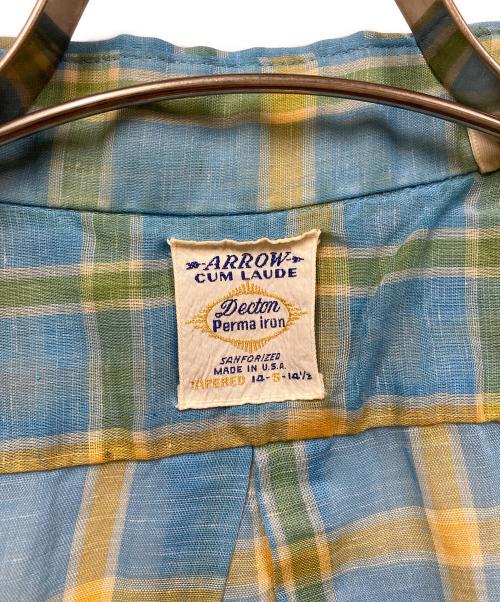 ARROW
CUM LAUDE
Decton
Perma iron
SANFORIZED
MADE IN U.S.A.
TAPERED 14-S-14½